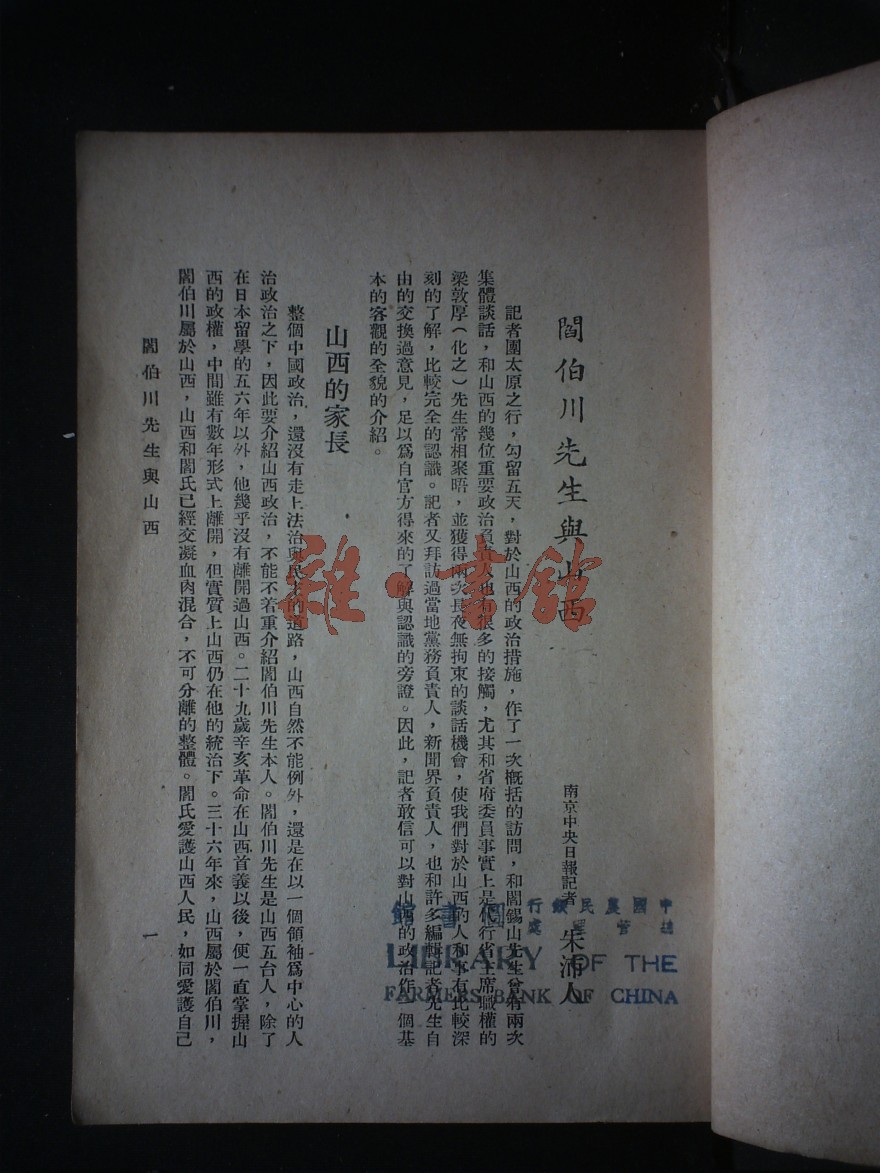 閻伯川先生與山西
南京中央日報記者 朱沛人
記者團太原之行，勾留五天，對於山西的政治措施，作了一次概括的訪問，和閻錫山先生曾有兩次
集體談話，和山西的幾位重要政治負責人也有很多的接觸，尤其和省府委員事實上是代行省主席職權的
梁敦厚（化之）先生常相聚晤，並獲得兩次長夜無拘束的談話機會，使我們對於山西的人和事有比較深
刻的了解，比較完全的認識。記者又拜訪過當地黨務負責人，新聞界負責人，也和許多編輯記者先生自
由的交換過意見，足以爲自官方得來的了解與認識的旁證。因此，記者敢信可以對山西的政治作一個基
本的客觀的全貌的介紹。
山西的家長
整個中國政治，還沒有走上法治與民主的道路，山西自然不能例外，還是在以一個領袖爲中心的人
治政治之下，因此要介紹山西政治，不能不若重介紹閻伯川先生本人。閻伯川先生是山西五台人，除了
在日本留學的五六年以外，他幾乎沒有離開過山西。二十九歲辛亥革命在山西首義以後，便一直掌握山
西的政權，中間雖有數年形式上離開，但實質上山西仍在他的統治下。三十六年來，山西屬於閻伯川，
閻伯川屬於山西，山西和閻氏已經交凝血肉混合，不可分離的整體。閻氏愛護山西人民，如同愛護自己
閻伯川先生與山西
一
雜·書館
中國農民銀行
總管理處
圖書館
LIBRARY OF THE
FARMERS BANK OF CHINA